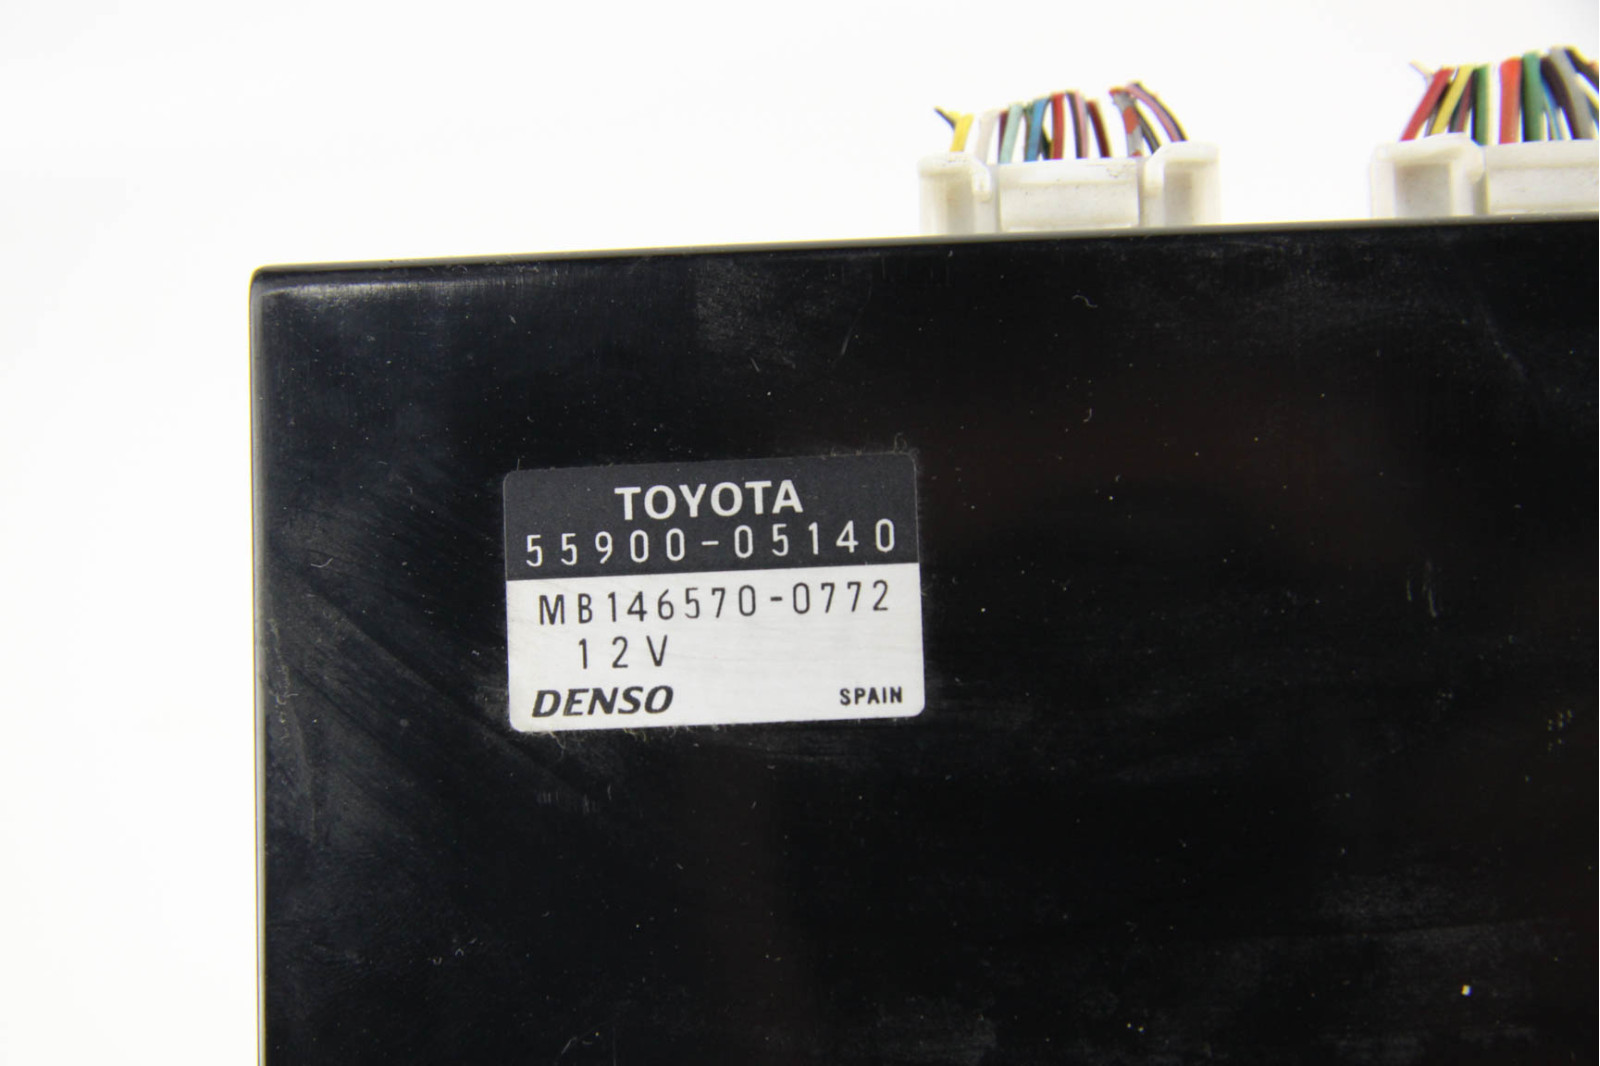 TOYOTA
55900-05140
MB146570-0772
12V
DENSO SPAIN